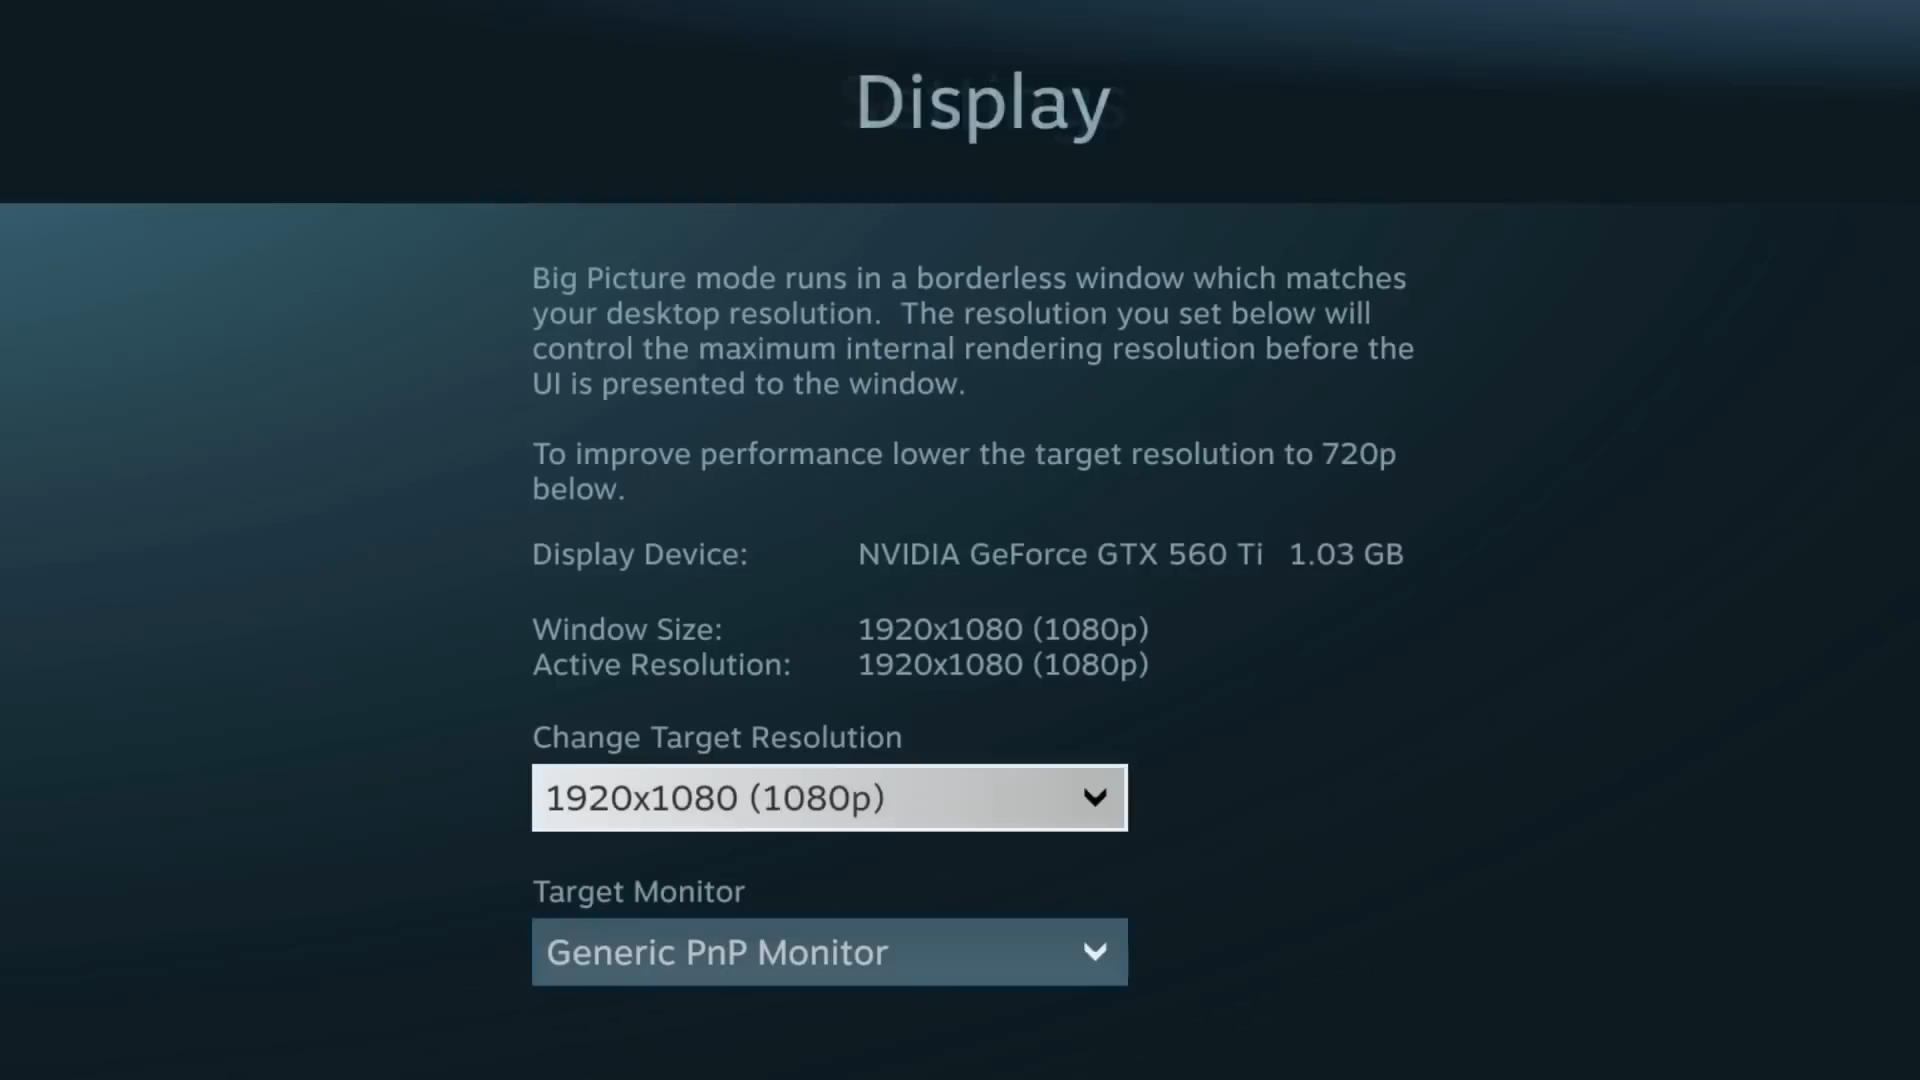 Display
Big Picture mode runs in a borderless window which matches
your desktop resolution.  The resolution you set below will
control the maximum internal rendering resolution before the
UI is presented to the window.
To improve performance lower the target resolution to 720p
below.
Display Device: NVIDIA GeForce GTX 560 Ti 1.03 GB
Window Size: 1920x1080 (1080p)
Active Resolution: 1920x1080 (1080p)
Change Target Resolution
1920x1080 (1080p)
Target Monitor
Generic PnP Monitor